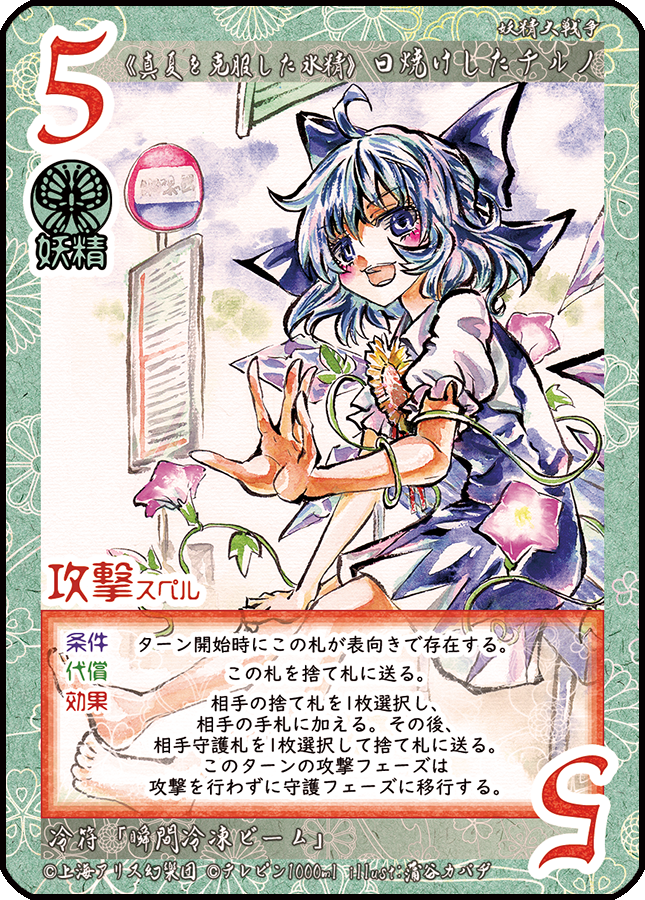 5
妖精大戦争
《真夏を克服した氷精》 日焼けしたチルノ
妖精
攻撃スペル
条件 ターン開始時にこの札が表向きで存在する。
代償 この札を捨て札に送る。
効果 相手の捨て札を1枚選択し、
相手の手札に加える。その後、
相手守護札を1枚選択して捨て札に送る。
このターンの攻撃フェーズは
攻撃を行わずに守護フェーズに移行する。
5
冷符「瞬間冷凍ビーム」
©上海アリス幻樂団 ©テレピン1000ml illust:蒲谷カバヂ